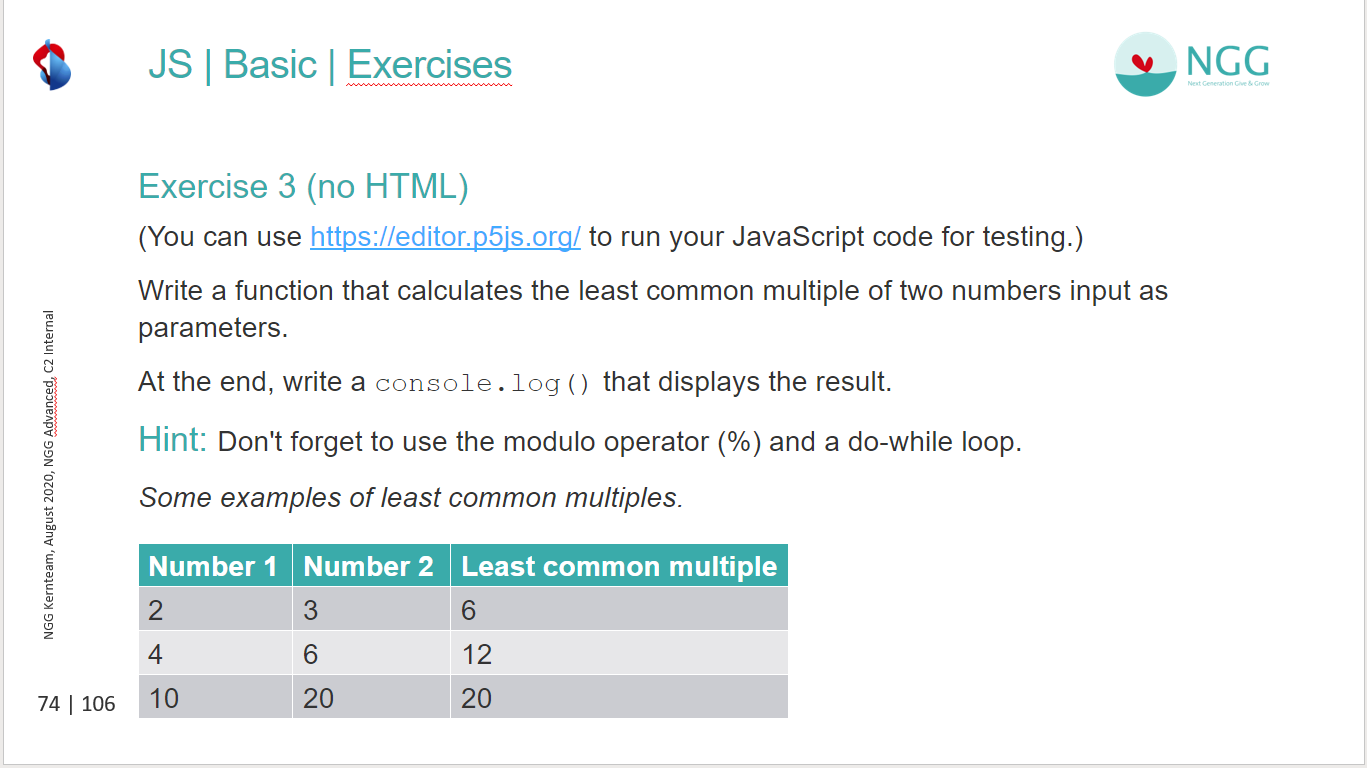 JS | Basic | Exercises
NGG
Next Generation Give & Grow
Exercise 3 (no HTML)
(You can use https://editor.p5js.org/ to run your JavaScript code for testing.)
Write a function that calculates the least common multiple of two numbers input as
parameters.
At the end, write a console.log() that displays the result.
Hint: Don't forget to use the modulo operator (%) and a do-while loop.
Some examples of least common multiples.
Number 1 Number 2 Least common multiple
2 3 6
4 6 12
10 20 20
NGG Kernteam, August 2020, NGG Advanced, C2 Internal
74 | 106